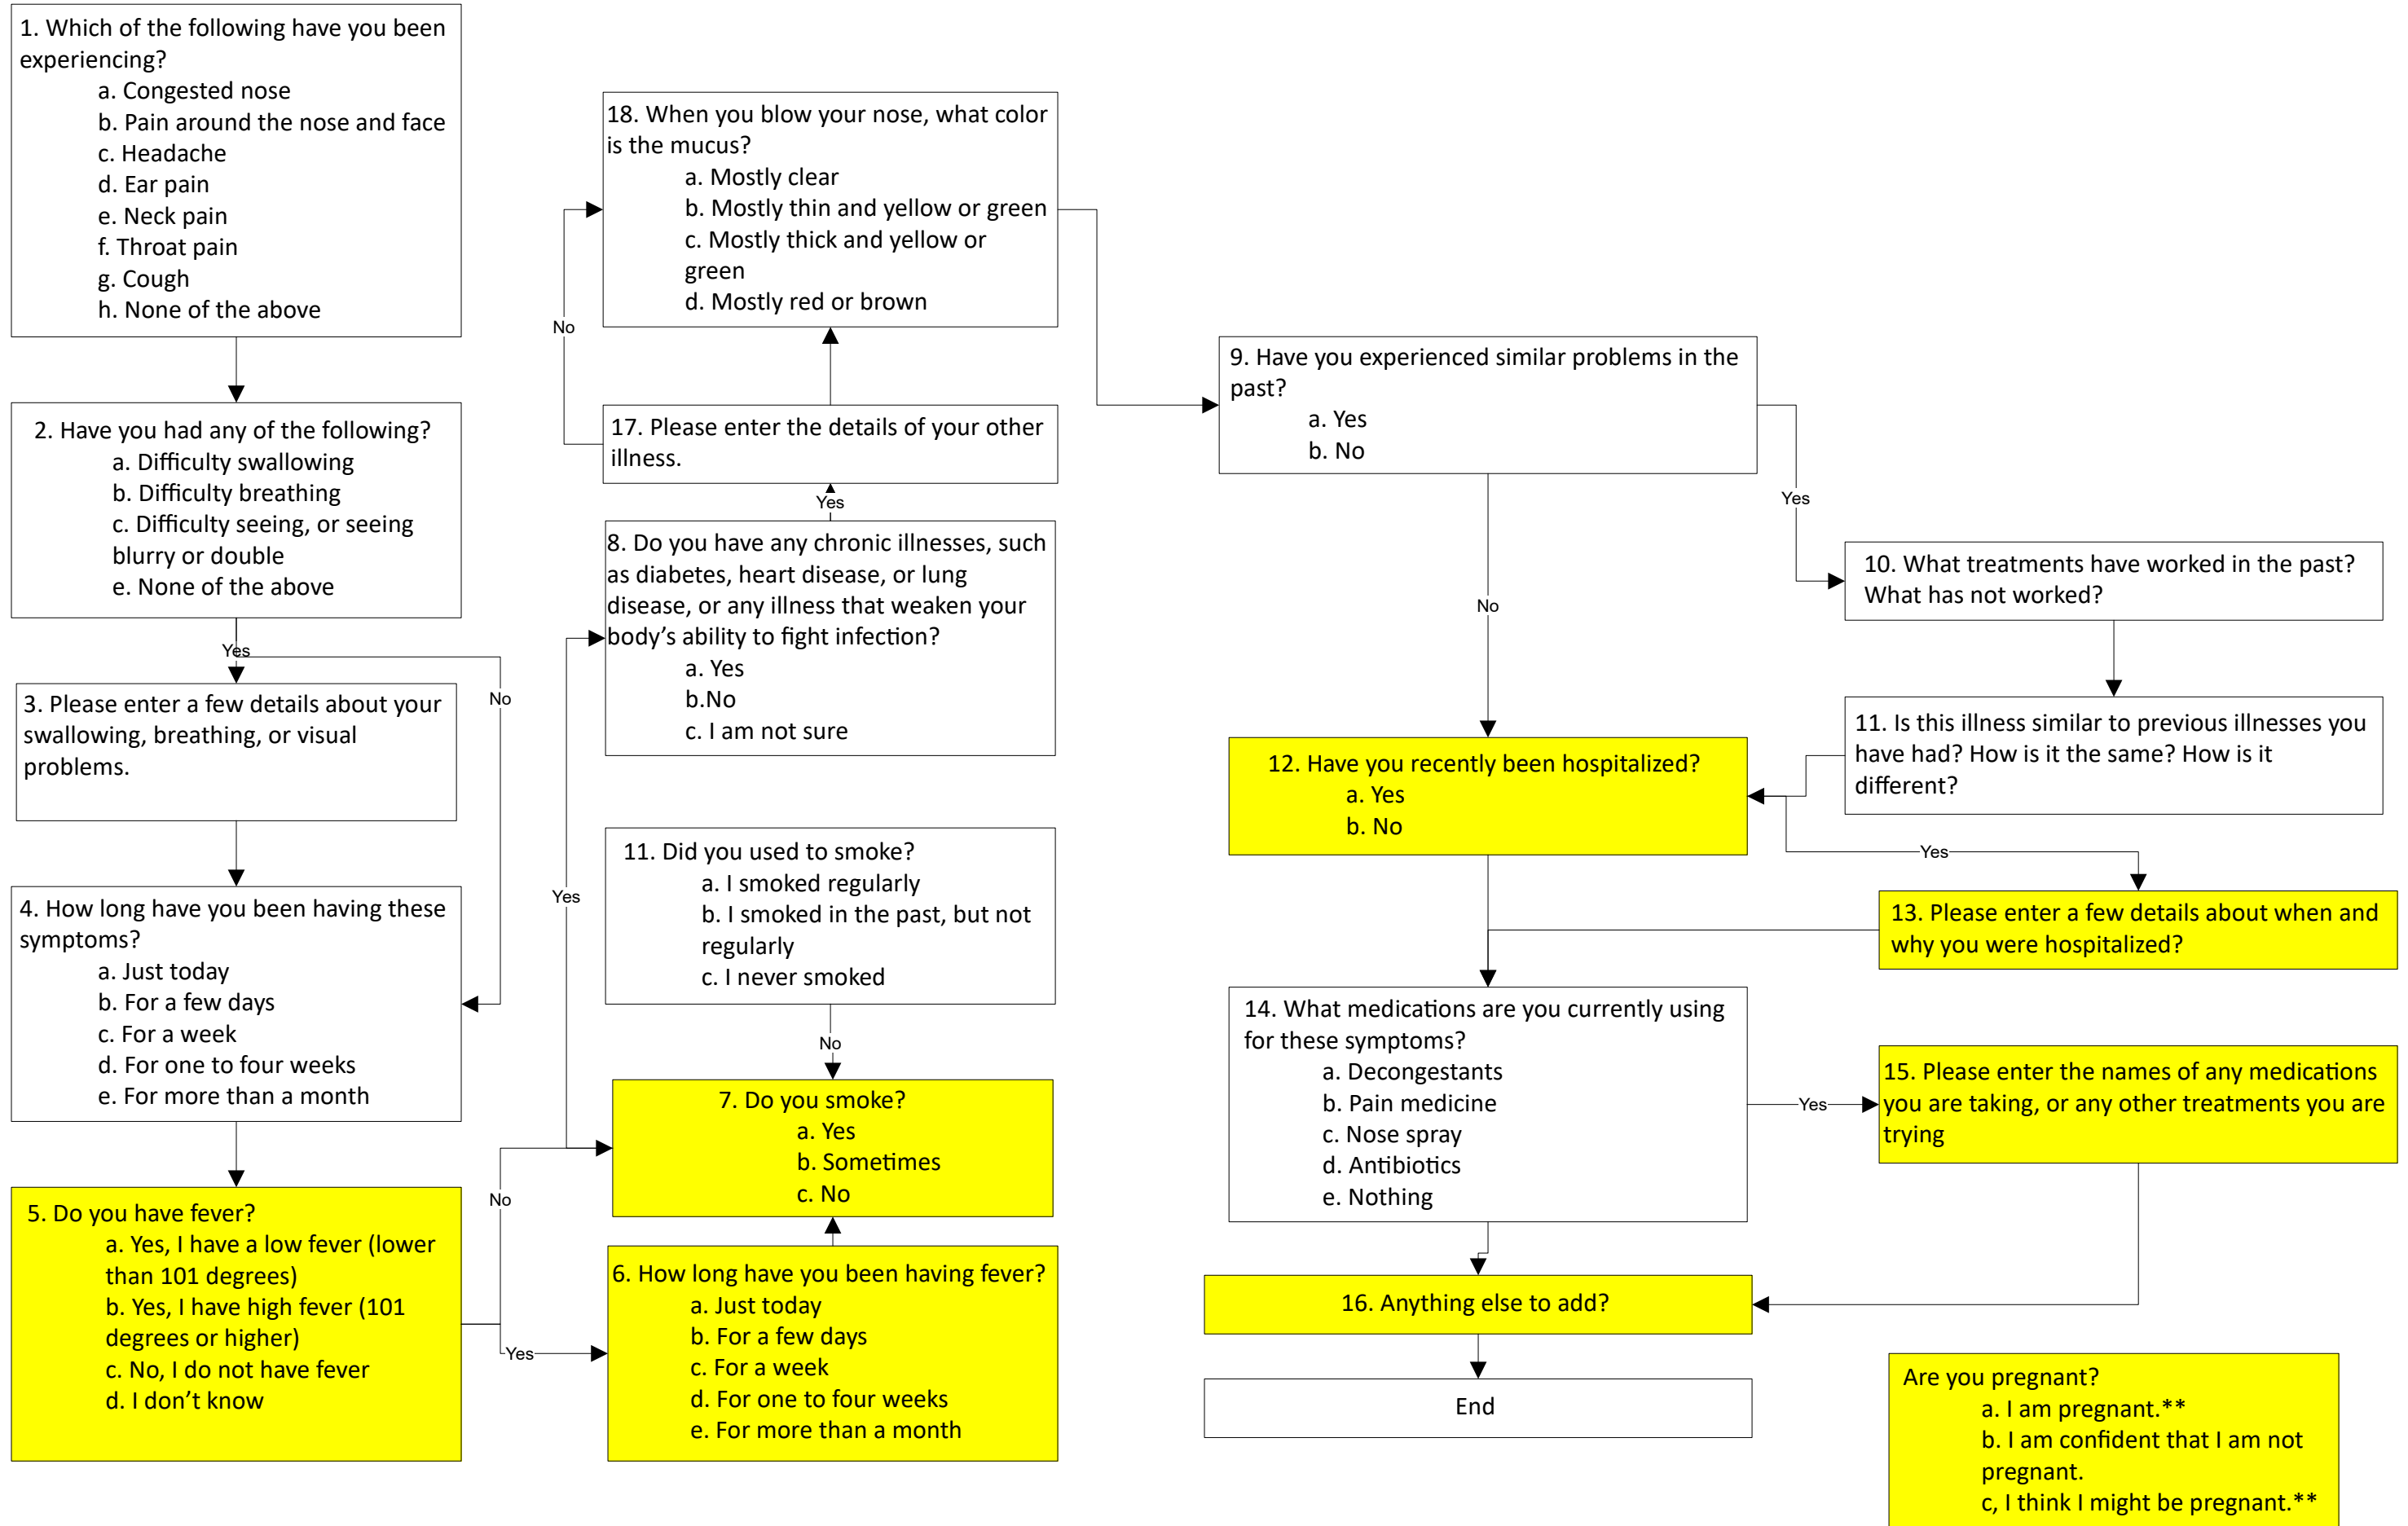 1. Which of the following have you been
experiencing?
a. Congested nose
b. Pain around the nose and face
c. Headache
d. Ear pain
e. Neck pain
f. Throat pain
g. Cough
h. None of the above
2. Have you had any of the following?
a. Difficulty swallowing
b. Difficulty breathing
c. Difficulty seeing, or seeing
blurry or double
e. None of the above
Yes
No
3. Please enter a few details about your
swallowing, breathing, or visual
problems.
4. How long have you been having these
symptoms?
a. Just today
b. For a few days
c. For a week
d. For one to four weeks
e. For more than a month
5. Do you have fever?
a. Yes, I have a low fever (lower
than 101 degrees)
b. Yes, I have high fever (101
degrees or higher)
c. No, I do not have fever
d. I don’t know
No
Yes
6. How long have you been having fever?
a. Just today
b. For a few days
c. For a week
d. For one to four weeks
e. For more than a month
7. Do you smoke?
a. Yes
b. Sometimes
c. No
No
11. Did you used to smoke?
a. I smoked regularly
b. I smoked in the past, but not
regularly
c. I never smoked
Yes
8. Do you have any chronic illnesses, such
as diabetes, heart disease, or lung
disease, or any illness that weaken your
body’s ability to fight infection?
a. Yes
b.No
c. I am not sure
Yes
17. Please enter the details of your other
illness.
No
18. When you blow your nose, what color
is the mucus?
a. Mostly clear
b. Mostly thin and yellow or green
c. Mostly thick and yellow or
green
d. Mostly red or brown
9. Have you experienced similar problems in the
past?
a. Yes
b. No
Yes
No
10. What treatments have worked in the past?
What has not worked?
11. Is this illness similar to previous illnesses you
have had? How is it the same? How is it
different?
12. Have you recently been hospitalized?
a. Yes
b. No
Yes
13. Please enter a few details about when and
why you were hospitalized?
14. What medications are you currently using
for these symptoms?
a. Decongestants
b. Pain medicine
c. Nose spray
d. Antibiotics
e. Nothing
Yes
15. Please enter the names of any medications
you are taking, or any other treatments you are
trying
16. Anything else to add?
End
Are you pregnant?
a. I am pregnant.**
b. I am confident that I am not
pregnant.
c, I think I might be pregnant.**